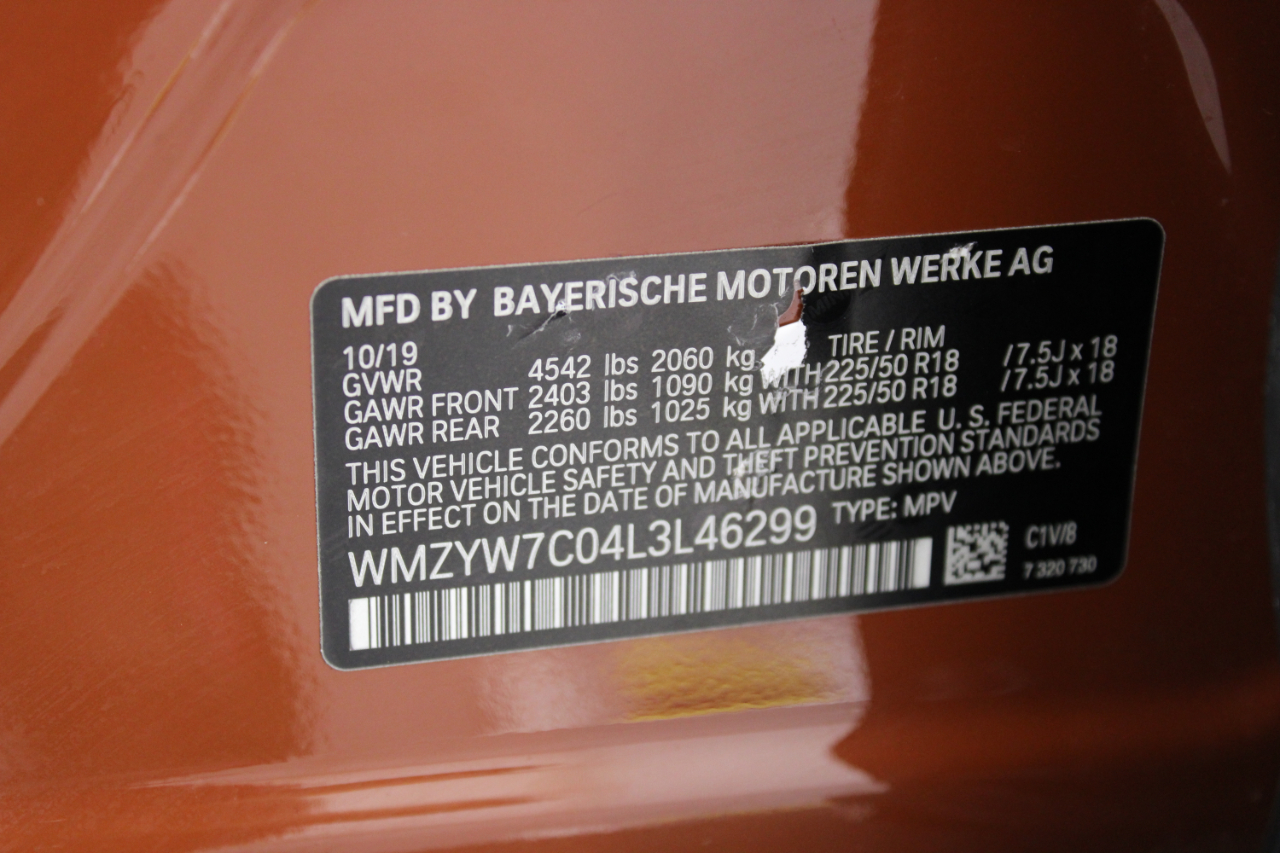 MFD BY BAYERISCHE MOTOREN WERKE AG
10/19 TIRE / RIM
GVWR 4542 lbs 2060 kg
GAWR FRONT 2403 lbs 1090 kg WITH 225/50 R18 / 7.5J x 18
GAWR REAR 2260 lbs 1025 kg WITH 225/50 R18 / 7.5J x 18
THIS VEHICLE CONFORMS TO ALL APPLICABLE U. S. FEDERAL
MOTOR VEHICLE SAFETY AND THEFT PREVENTION STANDARDS
IN EFFECT ON THE DATE OF MANUFACTURE SHOWN ABOVE.
WMZYW7C04L3L46299 TYPE: MPV
C1V/8
7 320 730